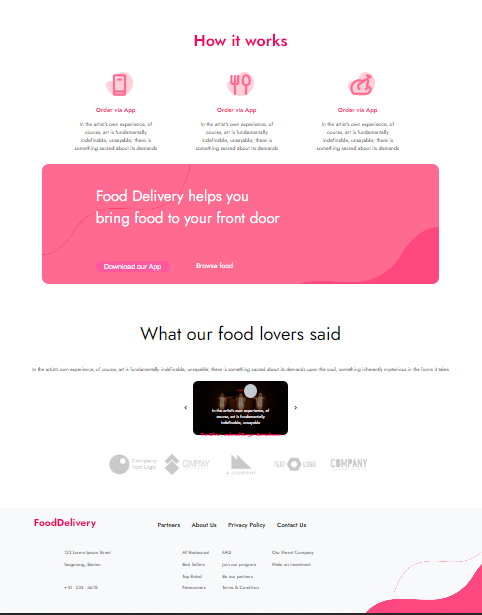 How it works
Order via App
Order via App
Order via App
In the artist's own experience, of
course, art is fundamentally
indefinable, unsayable; there is
something sacred about its demands
In the artist's own experience, of
course, art is fundamentally
indefinable, unsayable; there is
something sacred about its demands
In the artist's own experience, of
course, art is fundamentally
indefinable, unsayable; there is
something sacred about its demands
Food Delivery helps you
bring food to your front door
Download our App
Browse food
What our food lovers said
In the artist's own experience, of course, art is fundamentally indefinable, unsayable; there is something sacred about its demands upon the soul, something inherently mysterious in the forms it takes
In the artist's own experience, of
course, art is fundamentally
indefinable, unsayable
Company
Text Logo
COMPANY
A COMPANY
TEXT LOGO
COMPANY
FoodDelivery
Partners
About Us
Privacy Policy
Contact Us
123 Lorem Ipsum Street
Tangerang, Banten
All Restaurant
Best Sellers
Top Rated
Newcomers
FAQ
Join our program
Be our partners
Terms & Condition
Our Parent Company
Make an investment